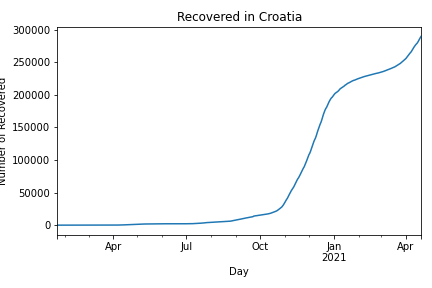 Recovered in Croatia
Number of Recovered
300000
250000
200000
150000
100000
50000
0
Apr
Jul
Oct
Jan
2021
Apr
Day